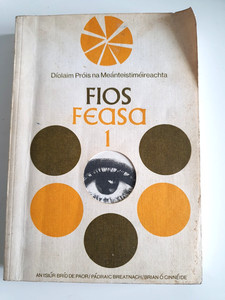 Díolaim Próis na Meánteistiméireachta
FIOS
FEASA
1
AN tSIÚR BRÍD DE PAOR/PÁDRAIC BREATNACH/BRIAN Ó CINNÉIDE